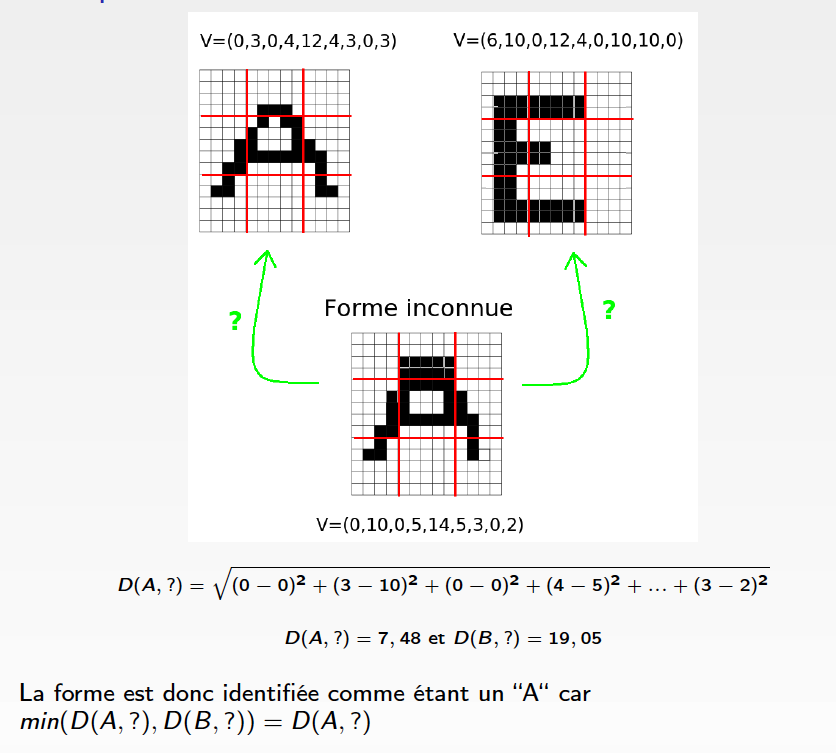 V=(0,3,0,4,12,4,3,0,3) V=(6,10,0,12,4,0,10,10,0)
? Forme inconnue ?
V=(0,10,0,5,14,5,3,0,2)
D(A, ?) = √(0 − 0)² + (3 − 10)² + (0 − 0)² + (4 − 5)² + ... + (3 − 2)²
D(A, ?) = 7, 48 et D(B, ?) = 19, 05
La forme est donc identifiée comme étant un “A“ car
min(D(A, ?), D(B, ?)) = D(A, ?)